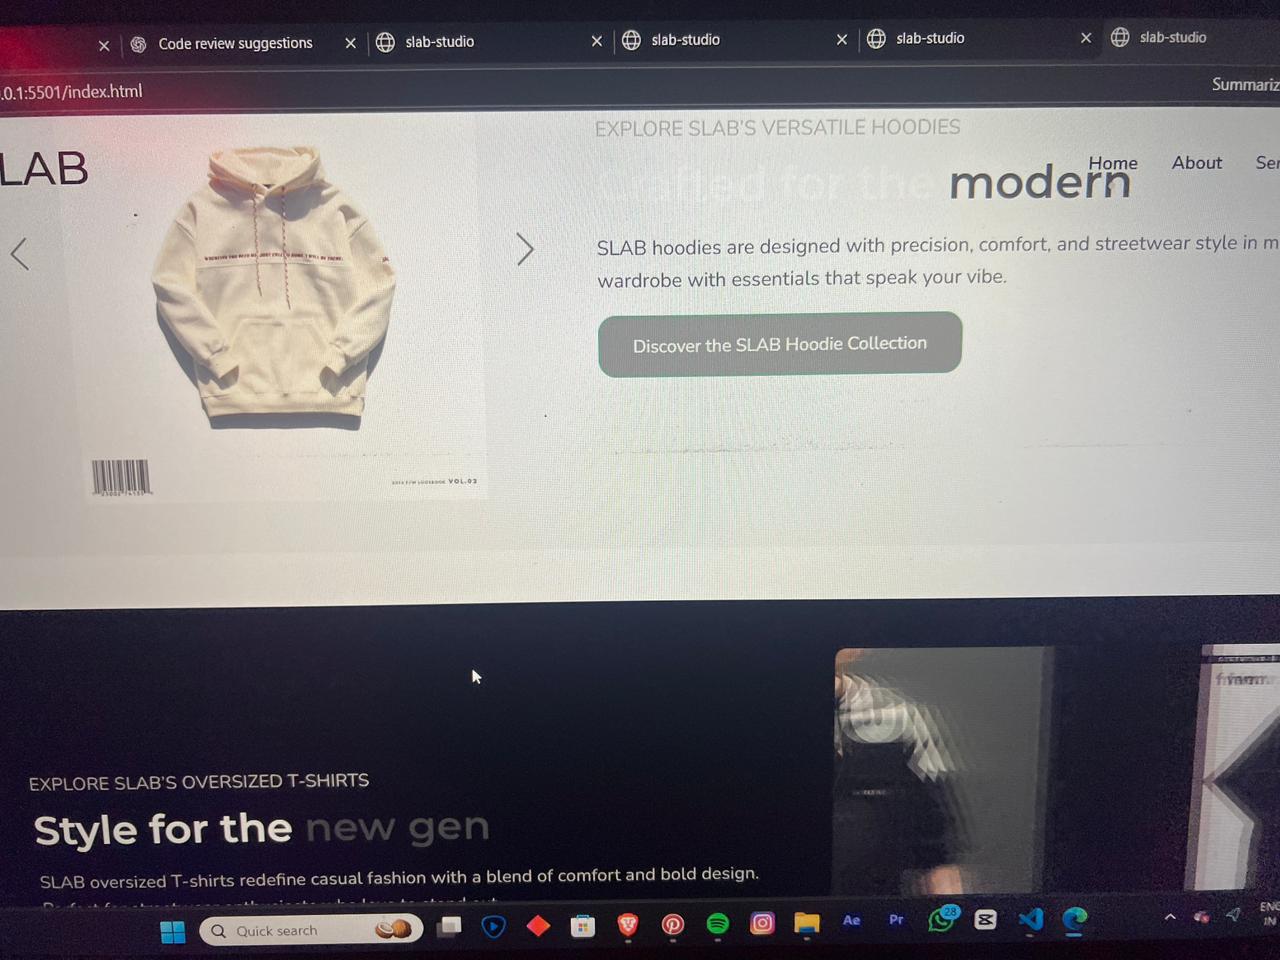 Code review suggestions
slab-studio
slab-studio
slab-studio
slab-studio
.0.1:5501/index.html
Summariz
LAB
Home
About
Ser
EXPLORE SLAB'S VERSATILE HOODIES
Crafted for the modern
SLAB hoodies are designed with precision, comfort, and streetwear style in m
wardrobe with essentials that speak your vibe.
Discover the SLAB Hoodie Collection
VOL.03
EXPLORE SLAB'S OVERSIZED T-SHIRTS
Style for the new gen
SLAB oversized T-shirts redefine casual fashion with a blend of comfort and bold design.
Quick search
Ae
Pr
28
ENG
IN